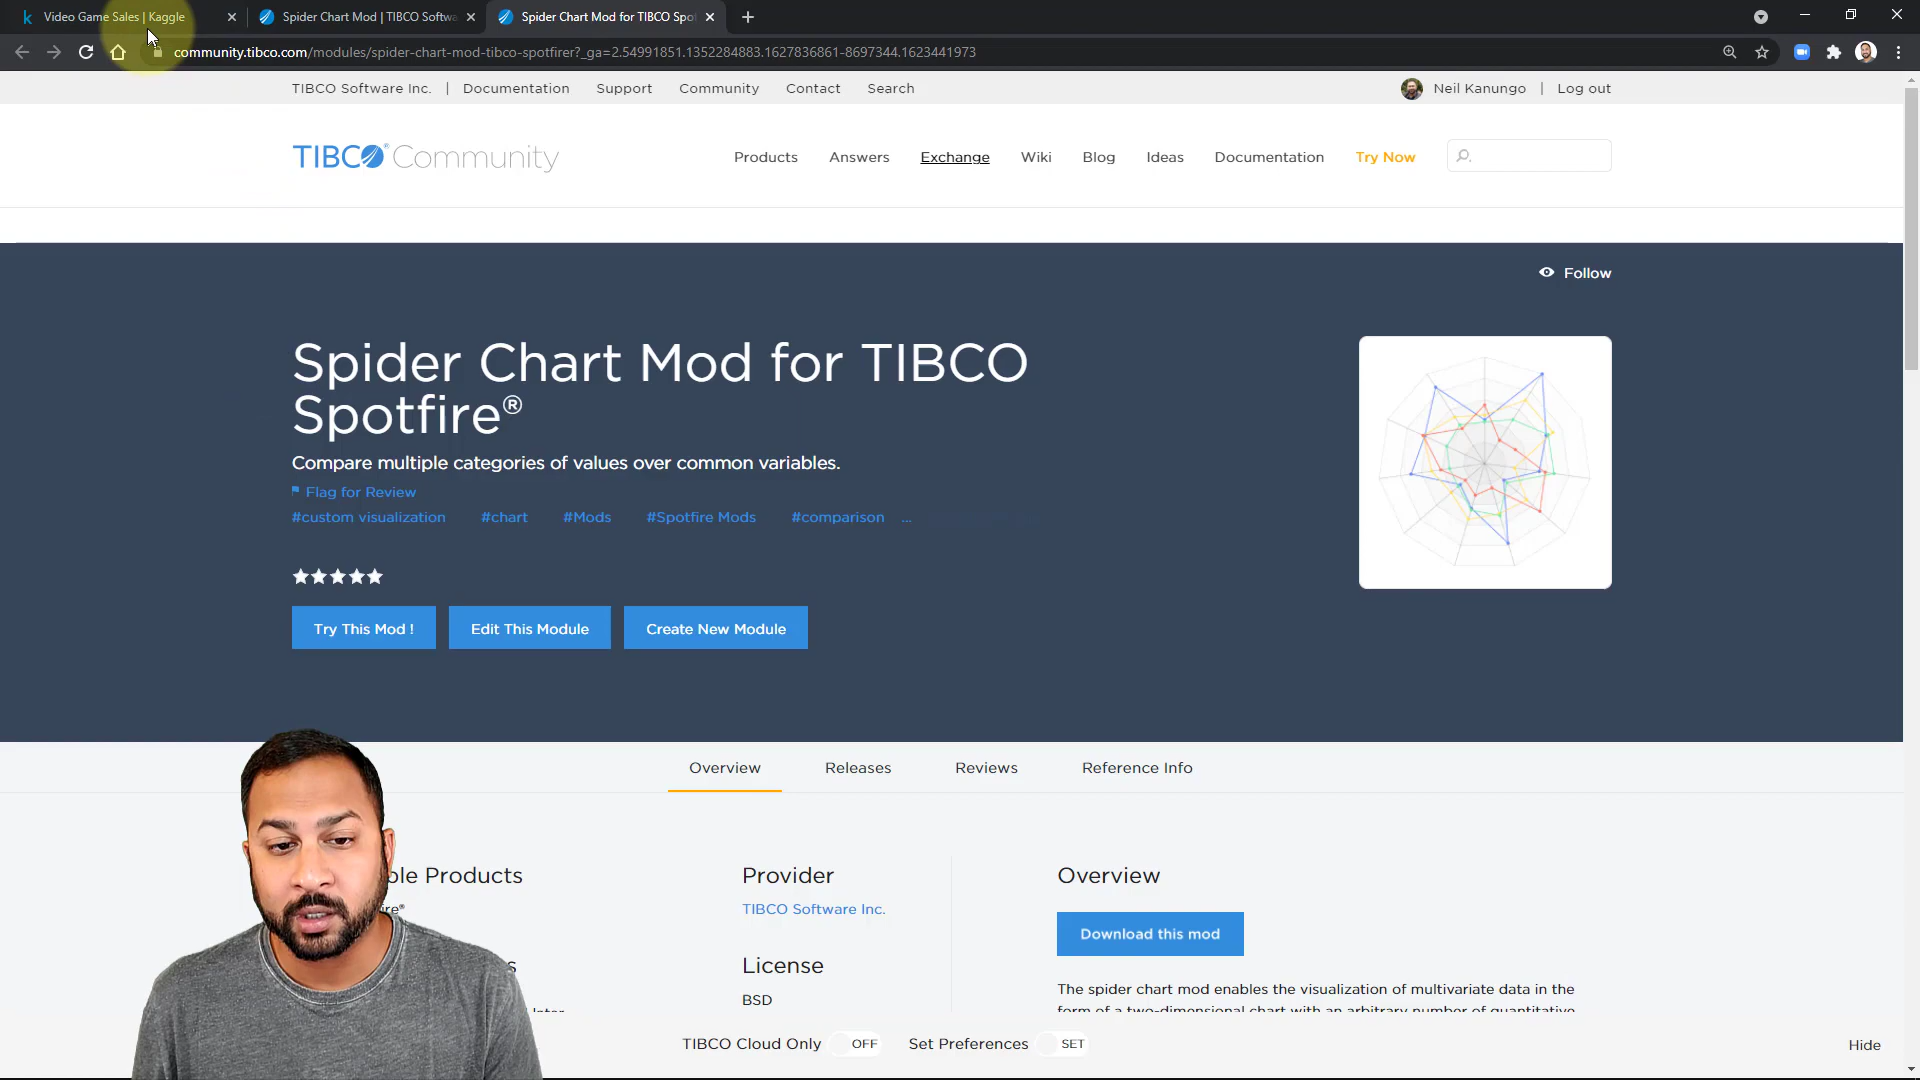 Video Game Sales | Kaggle
Spider Chart Mod | TIBCO Softwa
Spider Chart Mod for TIBCO Spo
community.tibco.com/modules/spider-chart-mod-tibco-spotfirer?_ga=2.54991851.1352284883.1627836861-8697344.1623441973
TIBCO Software Inc. | Documentation Support Community Contact Search
Neil Kanungo | Log out
TIBCO® Community
Products Answers Exchange Wiki Blog Ideas Documentation Try Now
Follow
Spider Chart Mod for TIBCO
Spotfire®
Compare multiple categories of values over common variables.
Flag for Review
#custom visualization #chart #Mods #Spotfire Mods #comparison ...
Try This Mod ! Edit This Module Create New Module
Overview Releases Reviews Reference Info
ble Products
ire®
Provider
TIBCO Software Inc.
License
BSD
Overview
Download this mod
The spider chart mod enables the visualization of multivariate data in the
form of a two-dimensional chart with an arbitrary number of quantitative
TIBCO Cloud Only OFF Set Preferences SET
Hide